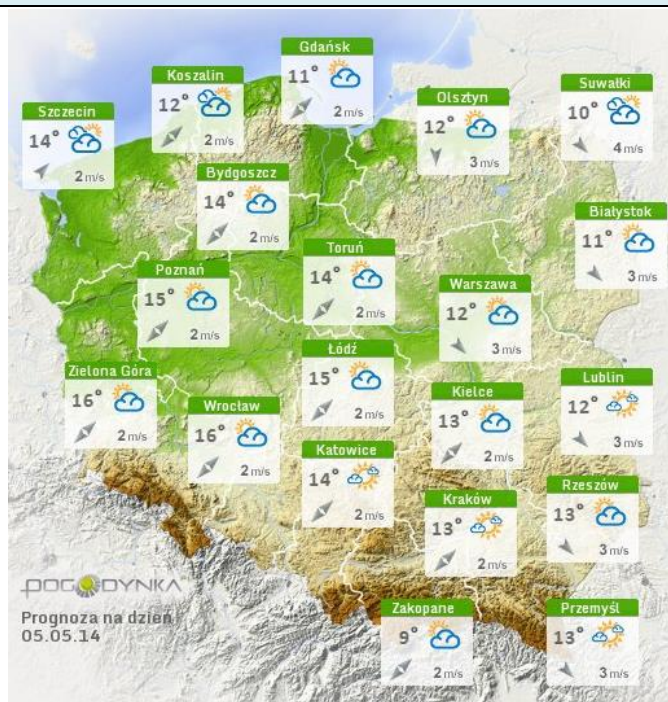 Gdańsk
11°
2 m/s
Koszalin
12°
2 m/s
Szczecin
14°
2 m/s
Olsztyn
12°
3 m/s
Suwałki
10°
4 m/s
Bydgoszcz
14°
2 m/s
Białystok
11°
3 m/s
Toruń
14°
2 m/s
Poznań
15°
2 m/s
Warszawa
12°
3 m/s
Łódź
15°
2 m/s
Zielona Góra
16°
2 m/s
Wrocław
16°
2 m/s
Kielce
13°
2 m/s
Lublin
12°
3 m/s
Katowice
14°
2 m/s
Kraków
13°
2 m/s
Rzeszów
13°
3 m/s
POGODYNKA
Prognoza na dzień
05.05.14
Zakopane
9°
2 m/s
Przemyśl
13°
3 m/s